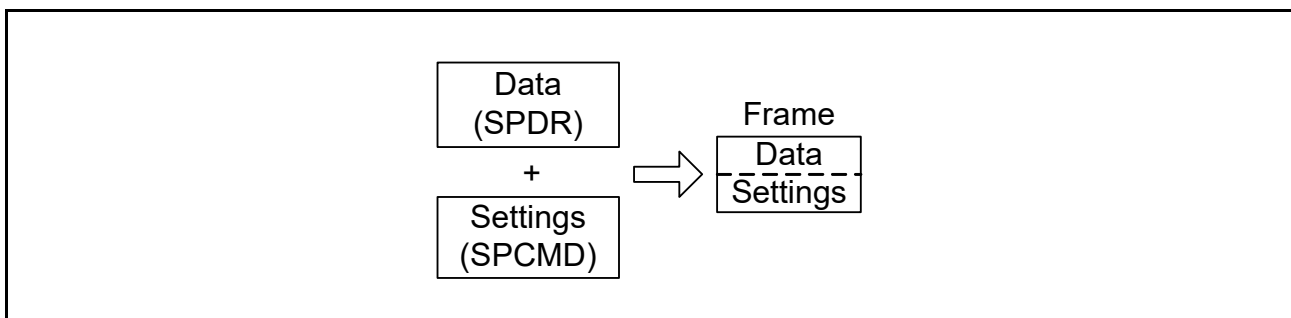 Data
(SPDR)
+
Settings
(SPCMD)
Frame
Data
Settings